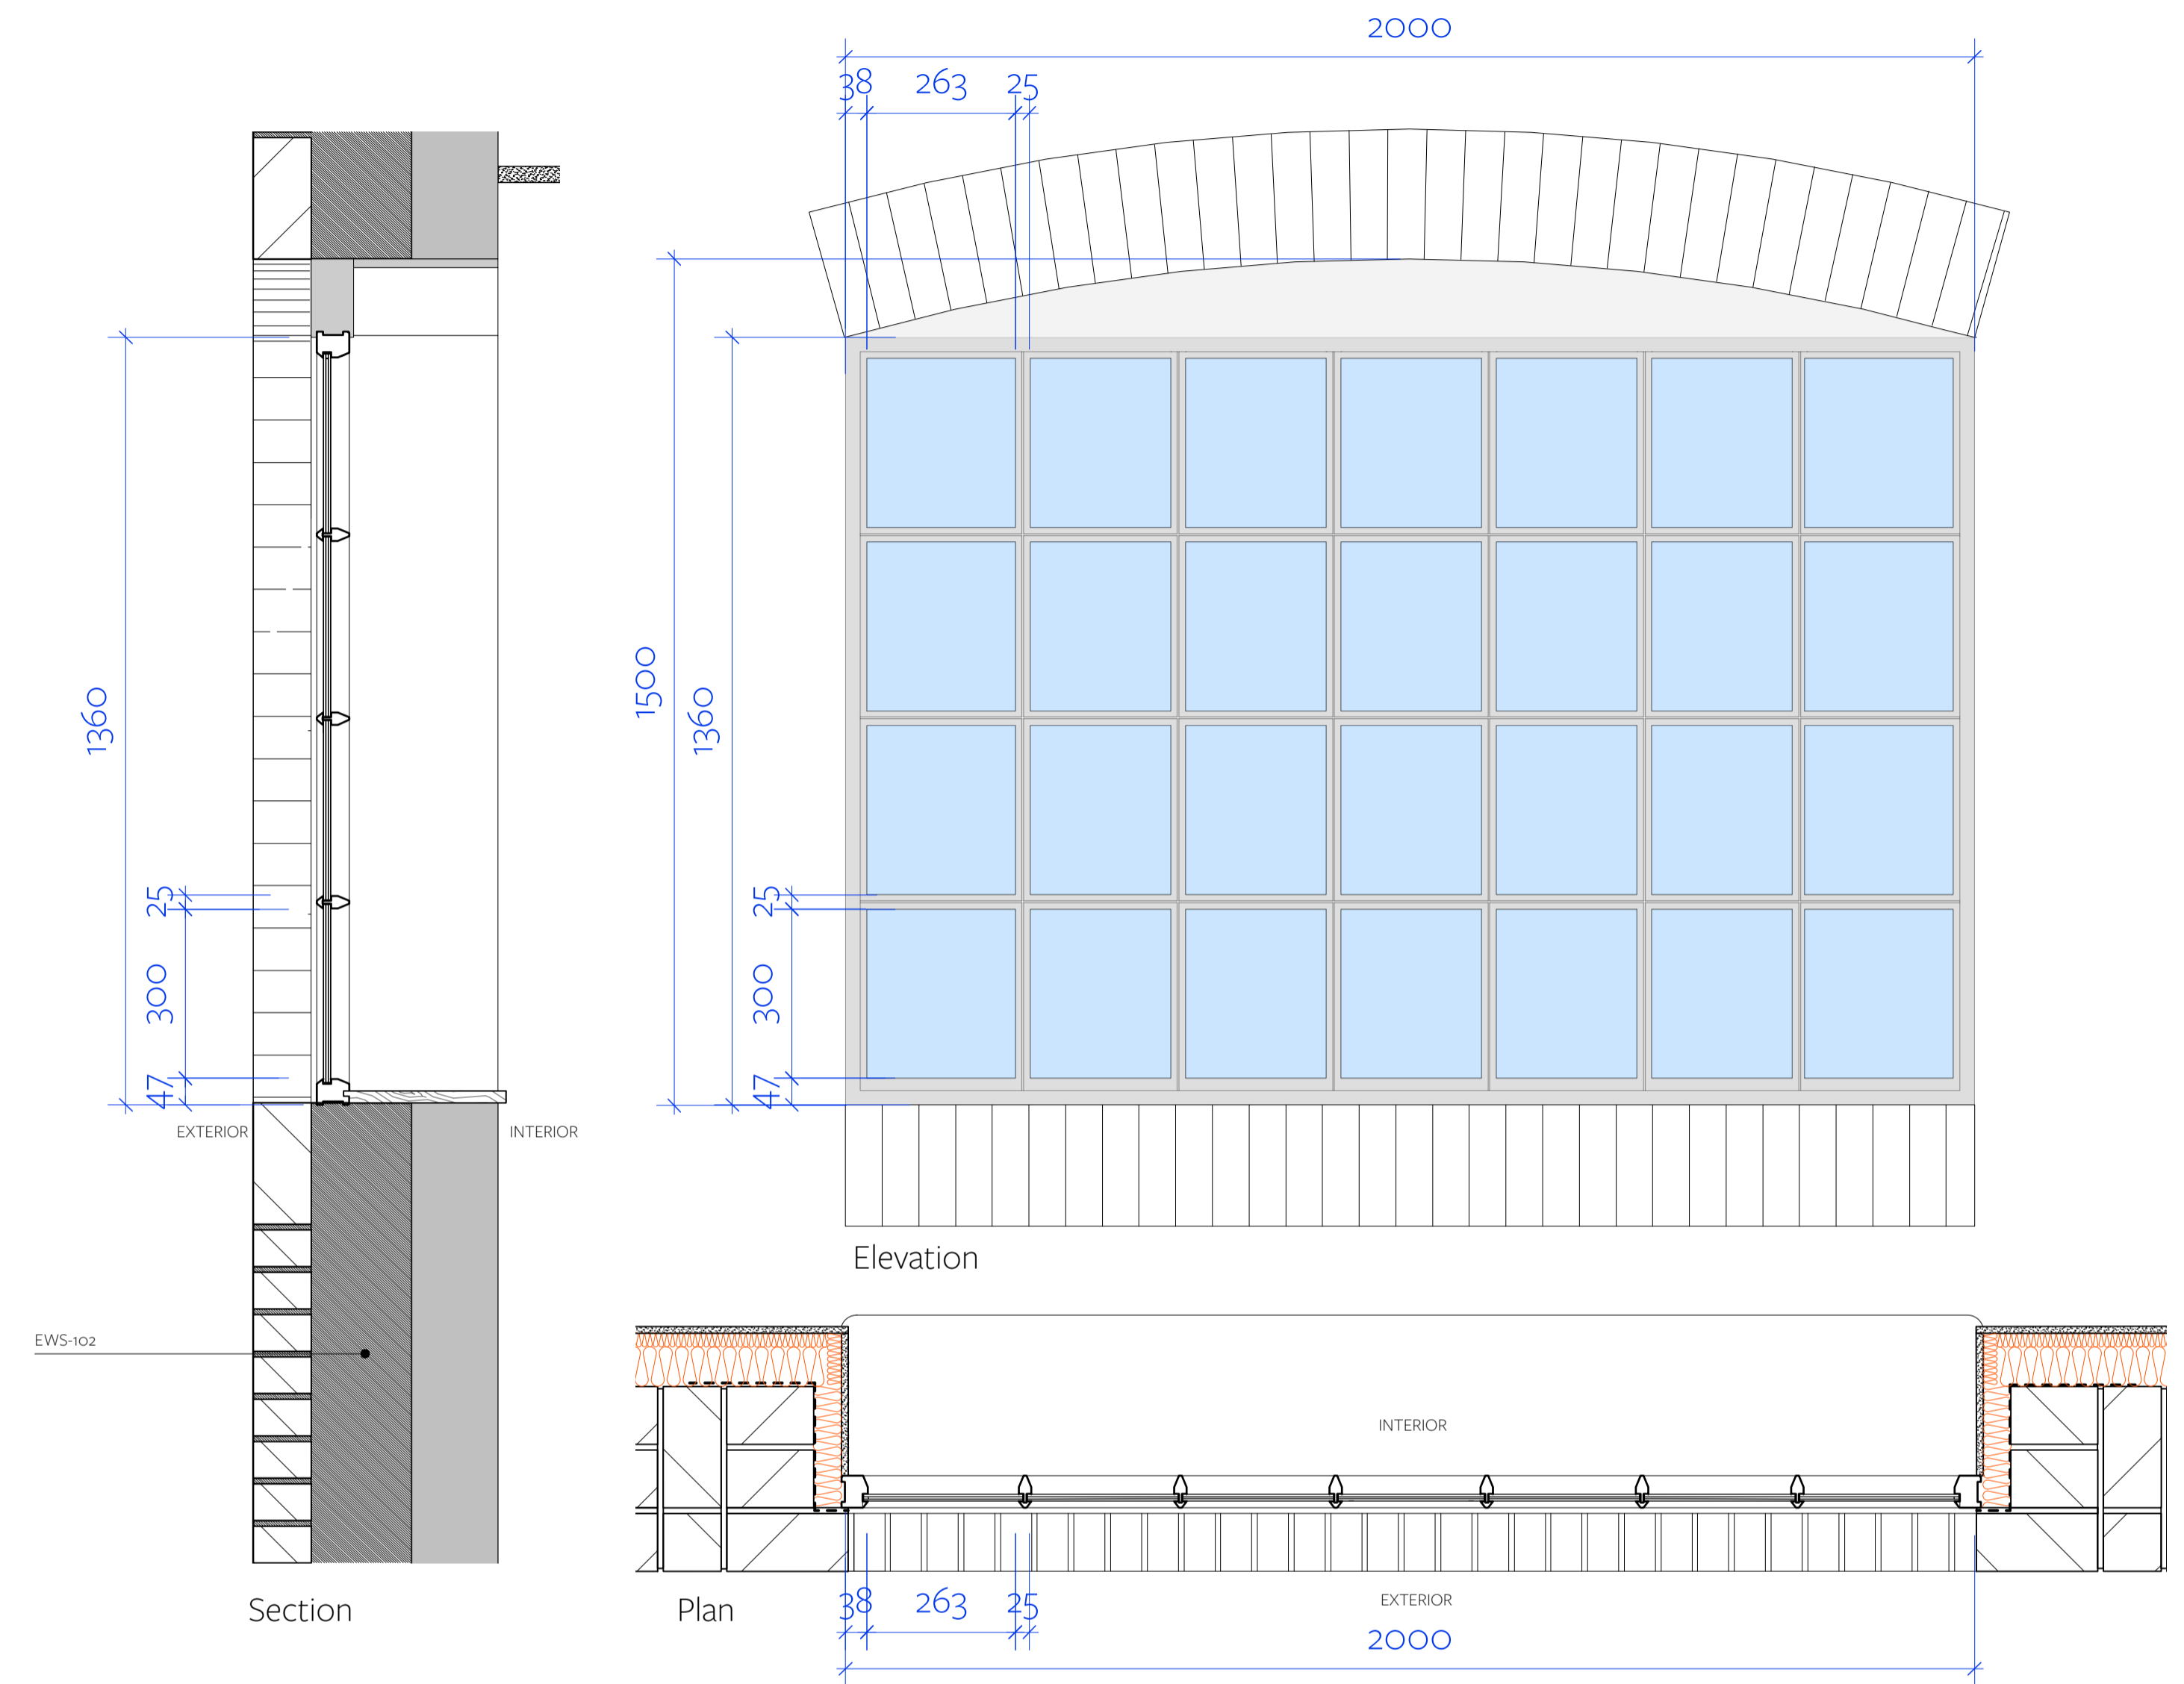 2000
38 263 25
1500
1360
1360
25
300
47
25
300
47
EXTERIOR
INTERIOR
Elevation
EWS-102
INTERIOR
Section
Plan
EXTERIOR
38 263 25
2000